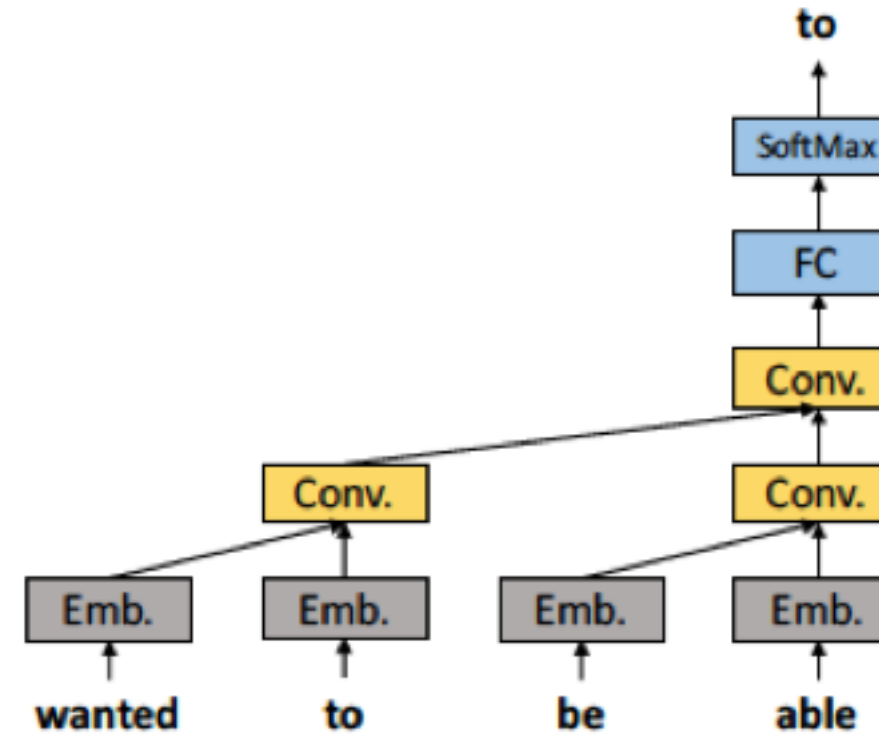 to
SoftMax
FC
Conv.
Conv. Conv.
Emb. Emb. Emb. Emb.
wanted to be able